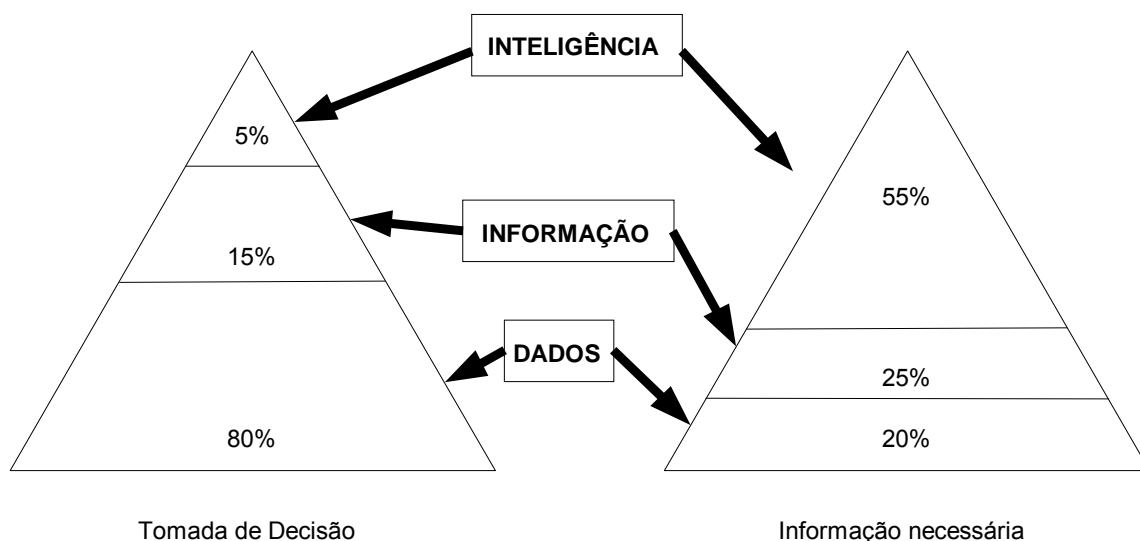 INTELIGÊNCIA
5%
55%
INFORMAÇÃO
15%
DADOS
25%
80%
20%
Tomada de Decisão
Informação necessária